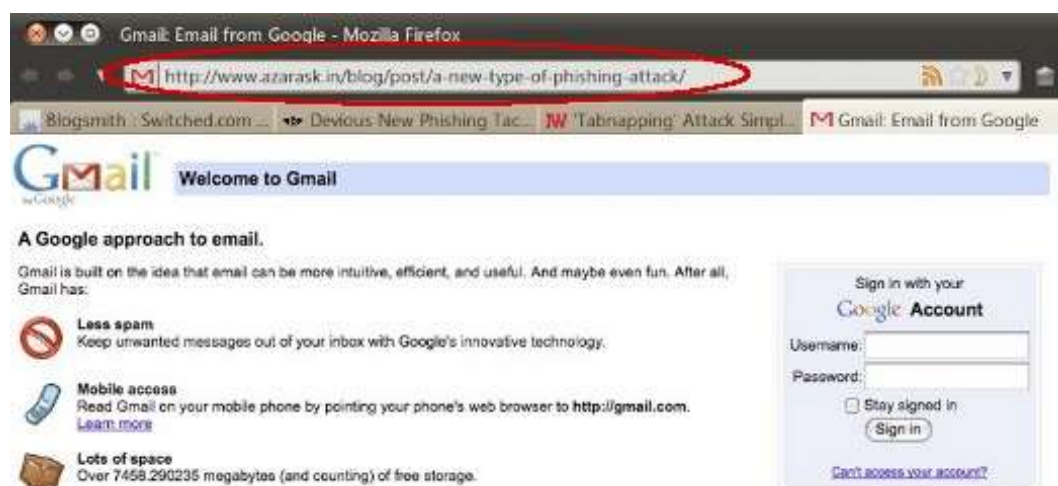 Gmail: Email from Google - Mozilla Firefox
http://www.azarask.in/blog/post/a-new-type-of-phishing-attack/
Blogsmith : Switched.com ...
Devious New Phishing Tac...
'Tabnapping' Attack Simpl...
Gmail: Email from Google
Gmail
by Google
Welcome to Gmail
A Google approach to email.
Gmail is built on the idea that email can be more intuitive, efficient, and useful. And maybe even fun. After all,
Gmail has:
Less spam
Keep unwanted messages out of your inbox with Google's innovative technology.
Mobile access
Read Gmail on your mobile phone by pointing your phone's web browser to http://gmail.com.
Learn more
Lots of space
Over 7458.290235 megabytes (and counting) of free storage.
Sign in with your
Google Account
Username:
Password:
Stay signed in
Sign in
Can't access your account?